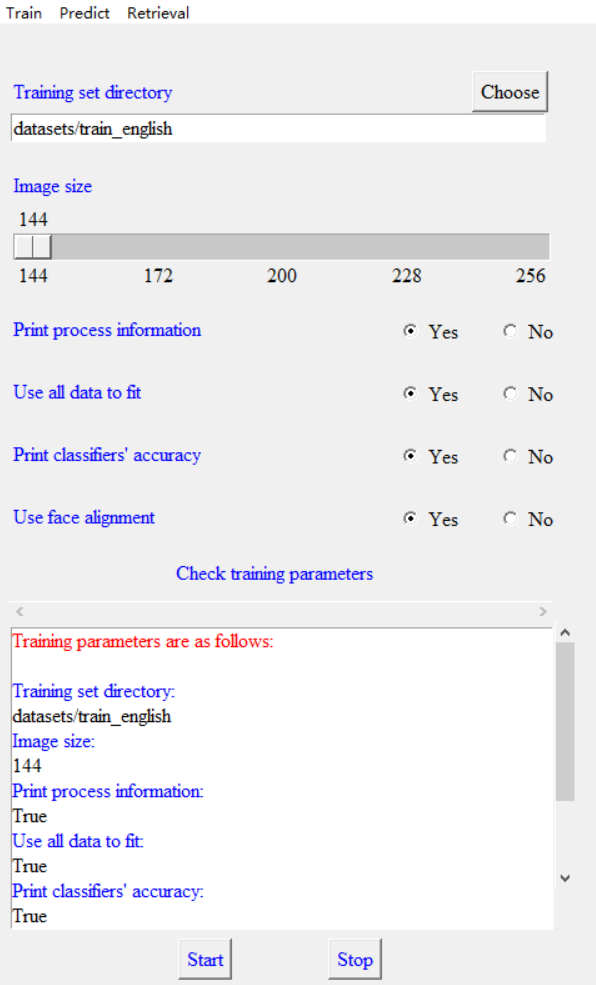 Train Predict Retrieval
Training set directory Choose
datasets/train_english
Image size
144
144 172 200 228 256
Print process information Yes No
Use all data to fit Yes No
Print classifiers' accuracy Yes No
Use face alignment Yes No
Check training parameters
Training parameters are as follows:
Training set directory:
datasets/train_english
Image size:
144
Print process information:
True
Use all data to fit:
True
Print classifiers' accuracy:
True
Start Stop